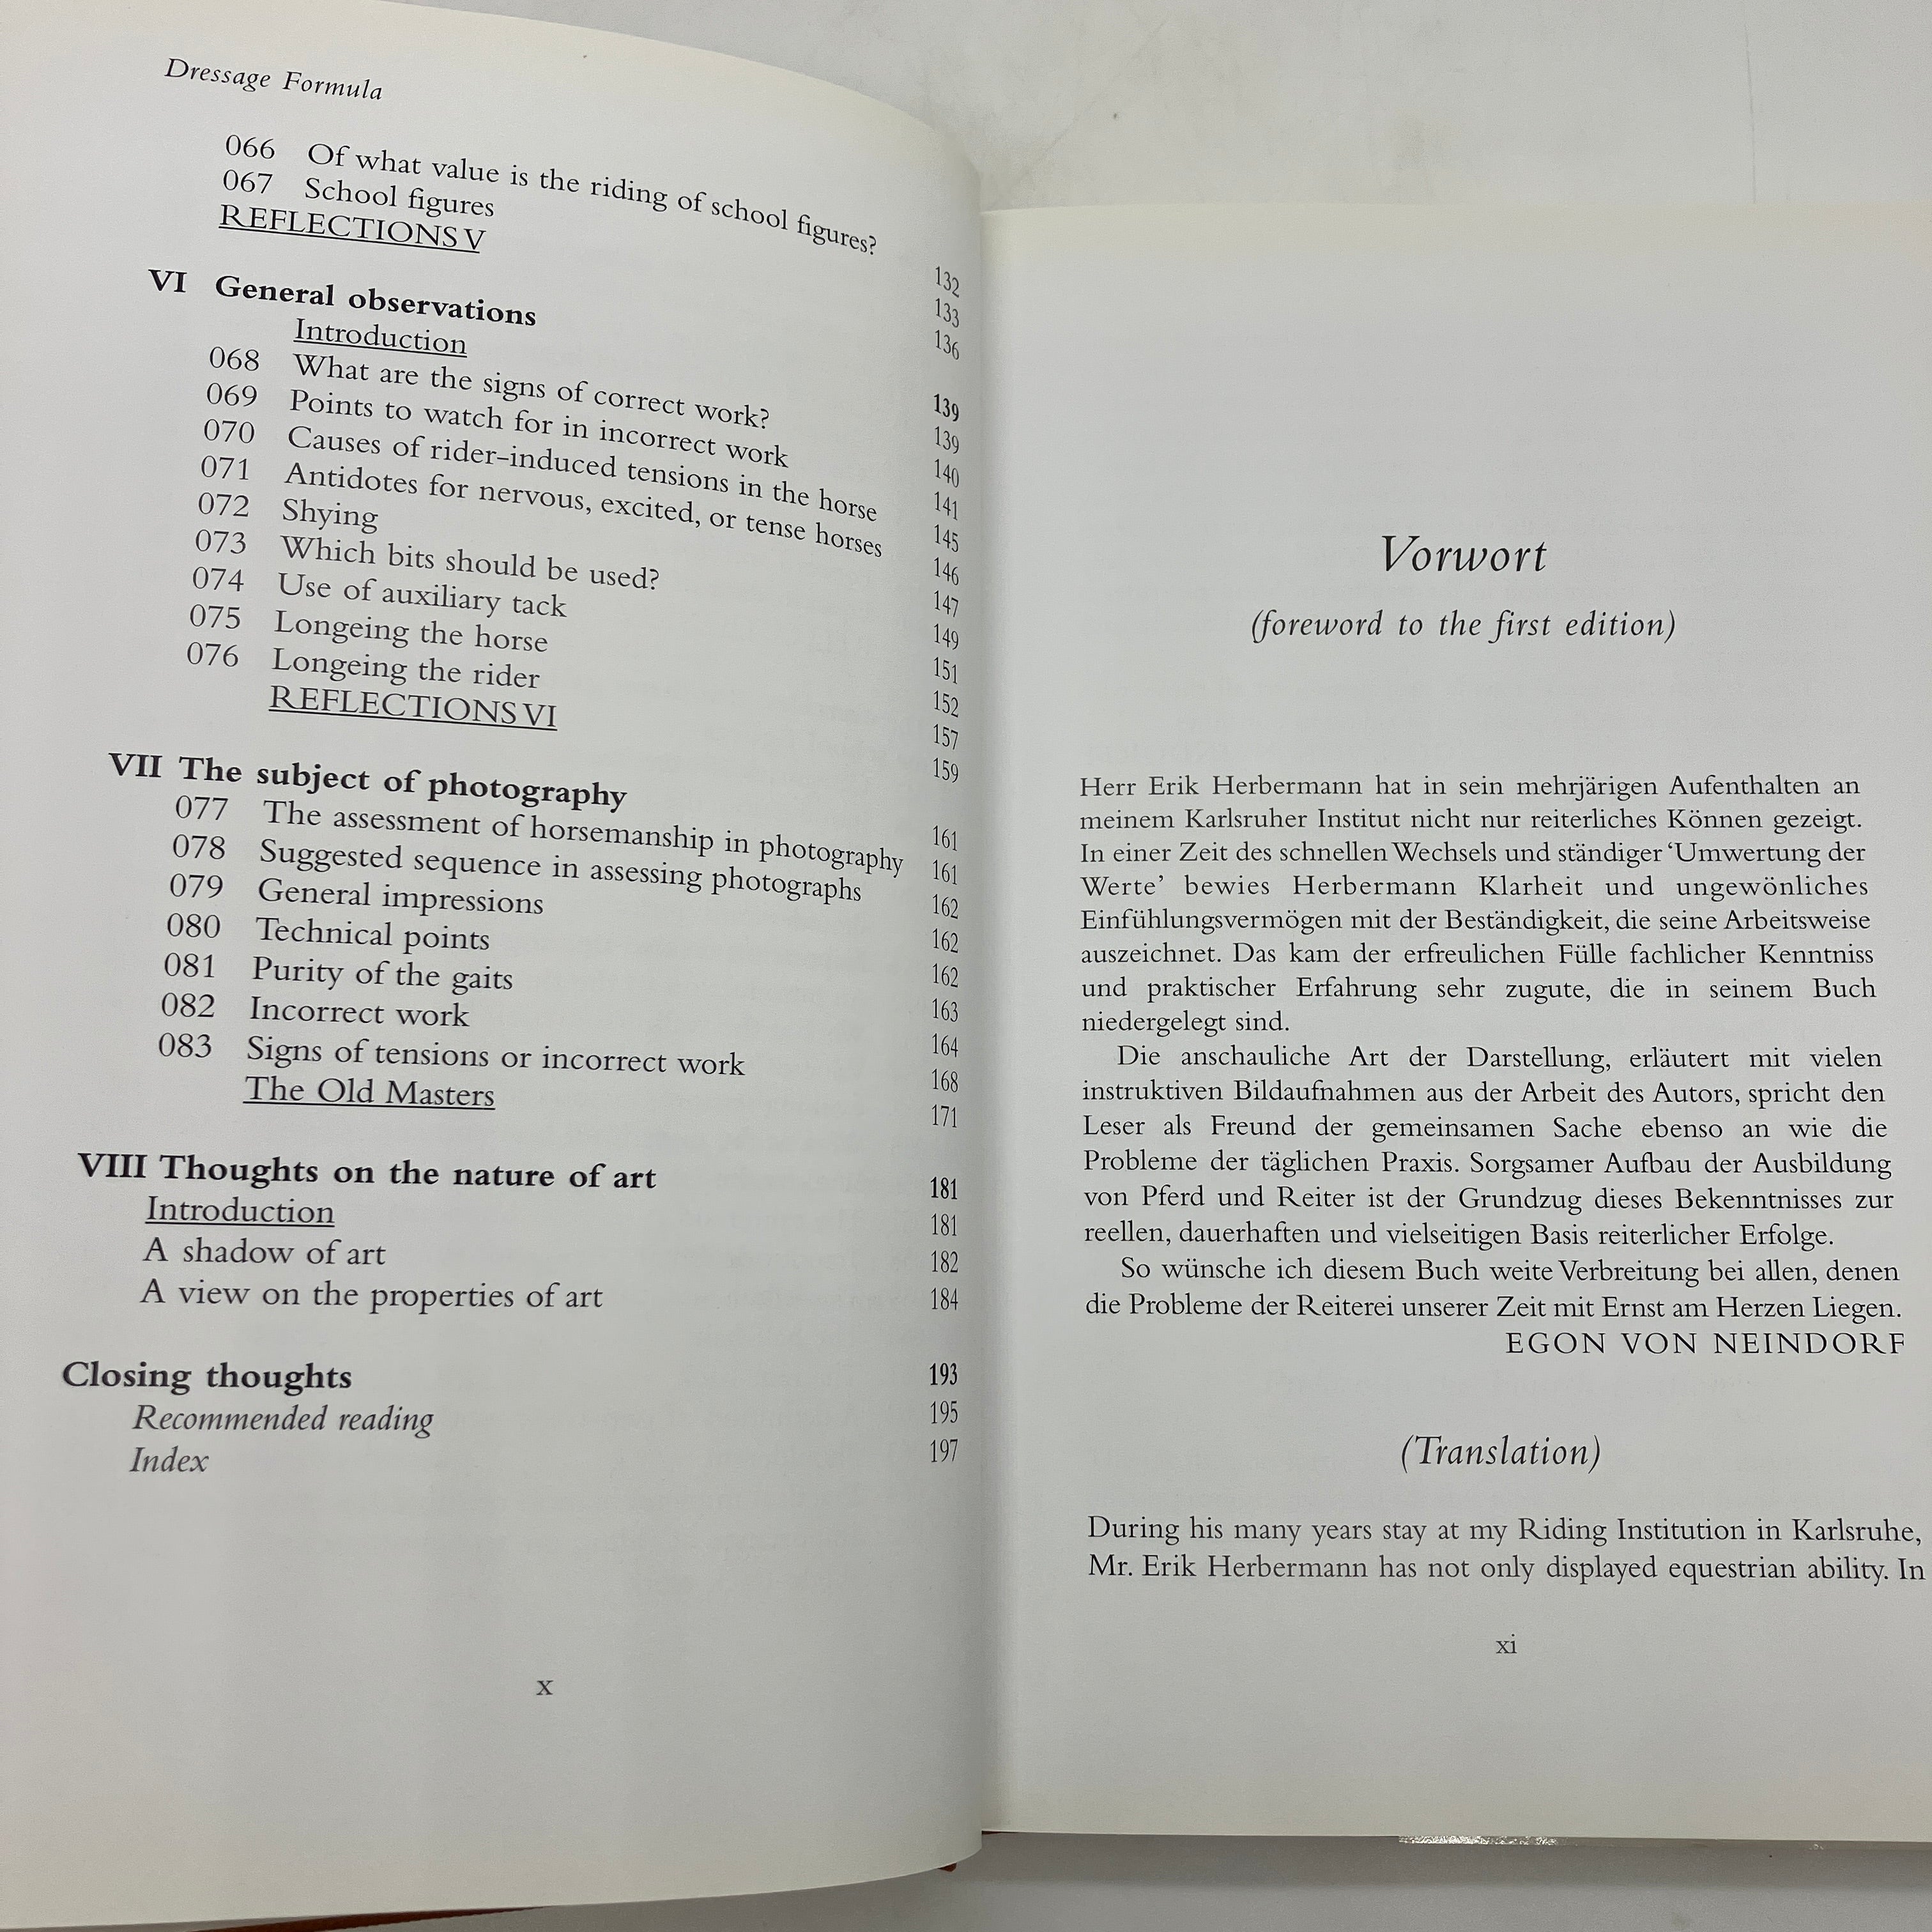 Dressage Formula
066 Of what value is the riding of school figures? 132
067 School figures 133
REFLECTIONS V 136
VI General observations 139
Introduction 139
068 What are the signs of correct work? 140
069 Points to watch for in incorrect work 141
070 Causes of rider-induced tensions in the horse 145
071 Antidotes for nervous, excited, or tense horses 146
072 Shying 147
073 Which bits should be used? 149
074 Use of auxiliary tack 151
075 Longeing the horse 152
076 Longeing the rider 157
REFLECTIONS VI 159
VII The subject of photography 161
077 The assessment of horsemanship in photography 161
078 Suggested sequence in assessing photographs 162
079 General impressions 162
080 Technical points 162
081 Purity of the gaits 163
082 Incorrect work 164
083 Signs of tensions or incorrect work 168
The Old Masters 171
VIII Thoughts on the nature of art 181
Introduction 181
A shadow of art 182
A view on the properties of art 184
Closing thoughts 193
Recommended reading 195
Index 197
x
Vorwort
(foreword to the first edition)
Herr Erik Herbermann hat in sein mehrjärigen Aufenthalten an
meinem Karlsruher Institut nicht nur reiterliches Können gezeigt.
In einer Zeit des schnellen Wechsels und ständiger ‘Umwertung der
Werte’ bewies Herbermann Klarheit und ungewönliches
Einfühlungsvermögen mit der Beständigkeit, die seine Arbeitsweise
auszeichnet. Das kam der erfreulichen Fülle fachlicher Kenntniss
und praktischer Erfahrung sehr zugute, die in seinem Buch
niedergelegt sind.
Die anschauliche Art der Darstellung, erläutert mit vielen
instruktiven Bildaufnahmen aus der Arbeit des Autors, spricht den
Leser als Freund der gemeinsamen Sache ebenso an wie die
Probleme der täglichen Praxis. Sorgsamer Aufbau der Ausbildung
von Pferd und Reiter ist der Grundzug dieses Bekenntnisses zur
reellen, dauerhaften und vielseitigen Basis reiterlicher Erfolge.
So wünsche ich diesem Buch weite Verbreitung bei allen, denen
die Probleme der Reiterei unserer Zeit mit Ernst am Herzen Liegen.
EGON VON NEINDORF
(Translation)
During his many years stay at my Riding Institution in Karlsruhe,
Mr. Erik Herbermann has not only displayed equestrian ability. In
xi